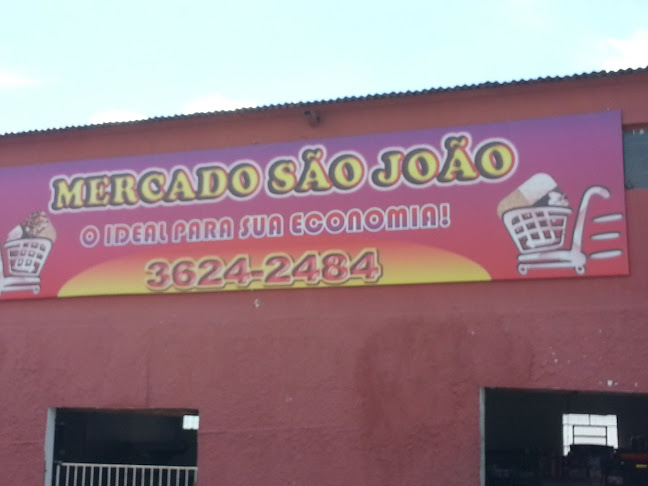 MERCADO SÃO JOÃO
O IDEAL PARA SUA ECONOMIA!
3624-2484